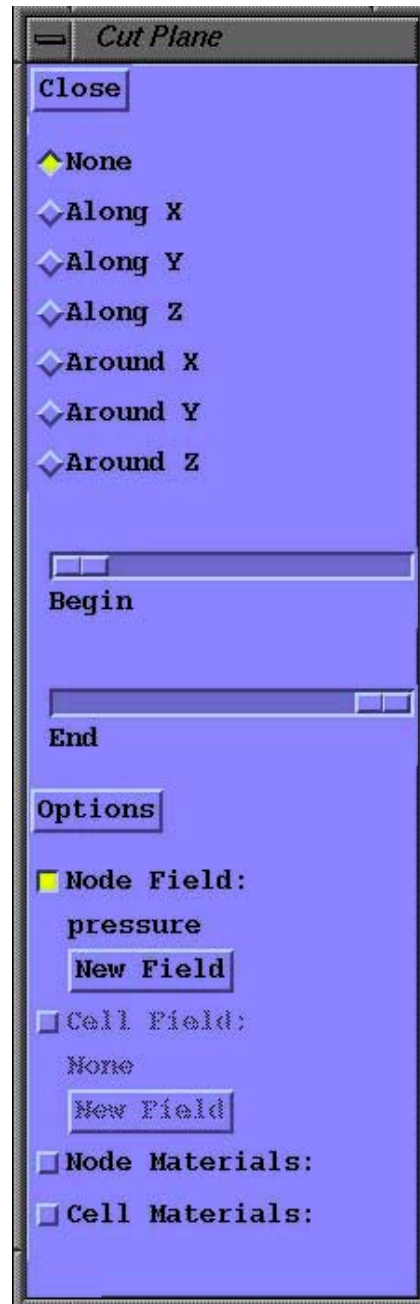 Cut Plane
Close
None
Along X
Along Y
Along Z
Around X
Around Y
Around Z
Begin
End
Options
Node Field:
pressure
New Field
Cell Field:
None
New Field
Node Materials:
Cell Materials: